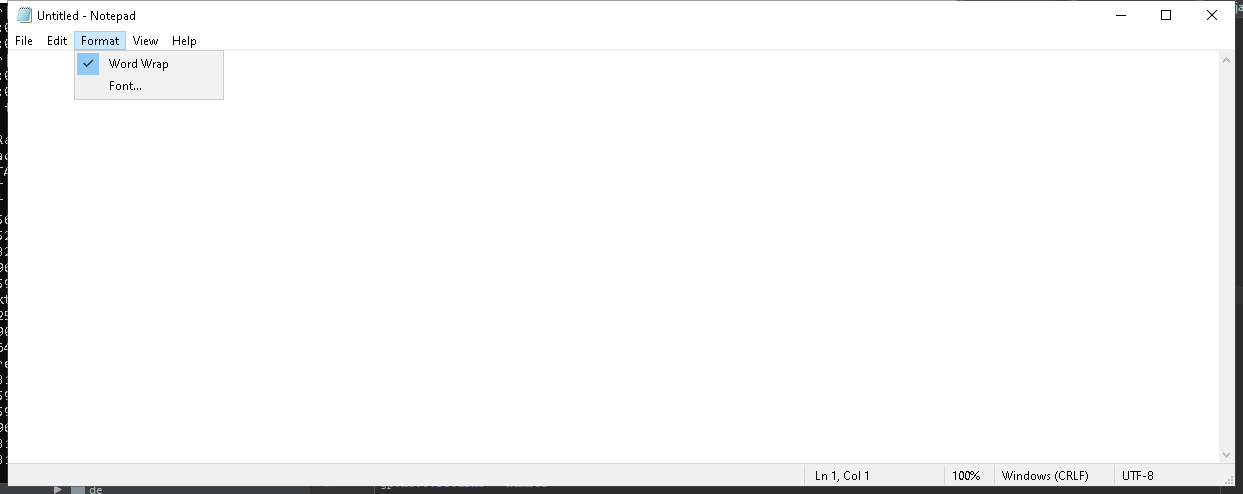 Untitled - Notepad
File Edit Format View Help
Word Wrap
Font...
Ln 1, Col 1 100% Windows (CRLF) UTF-8
de